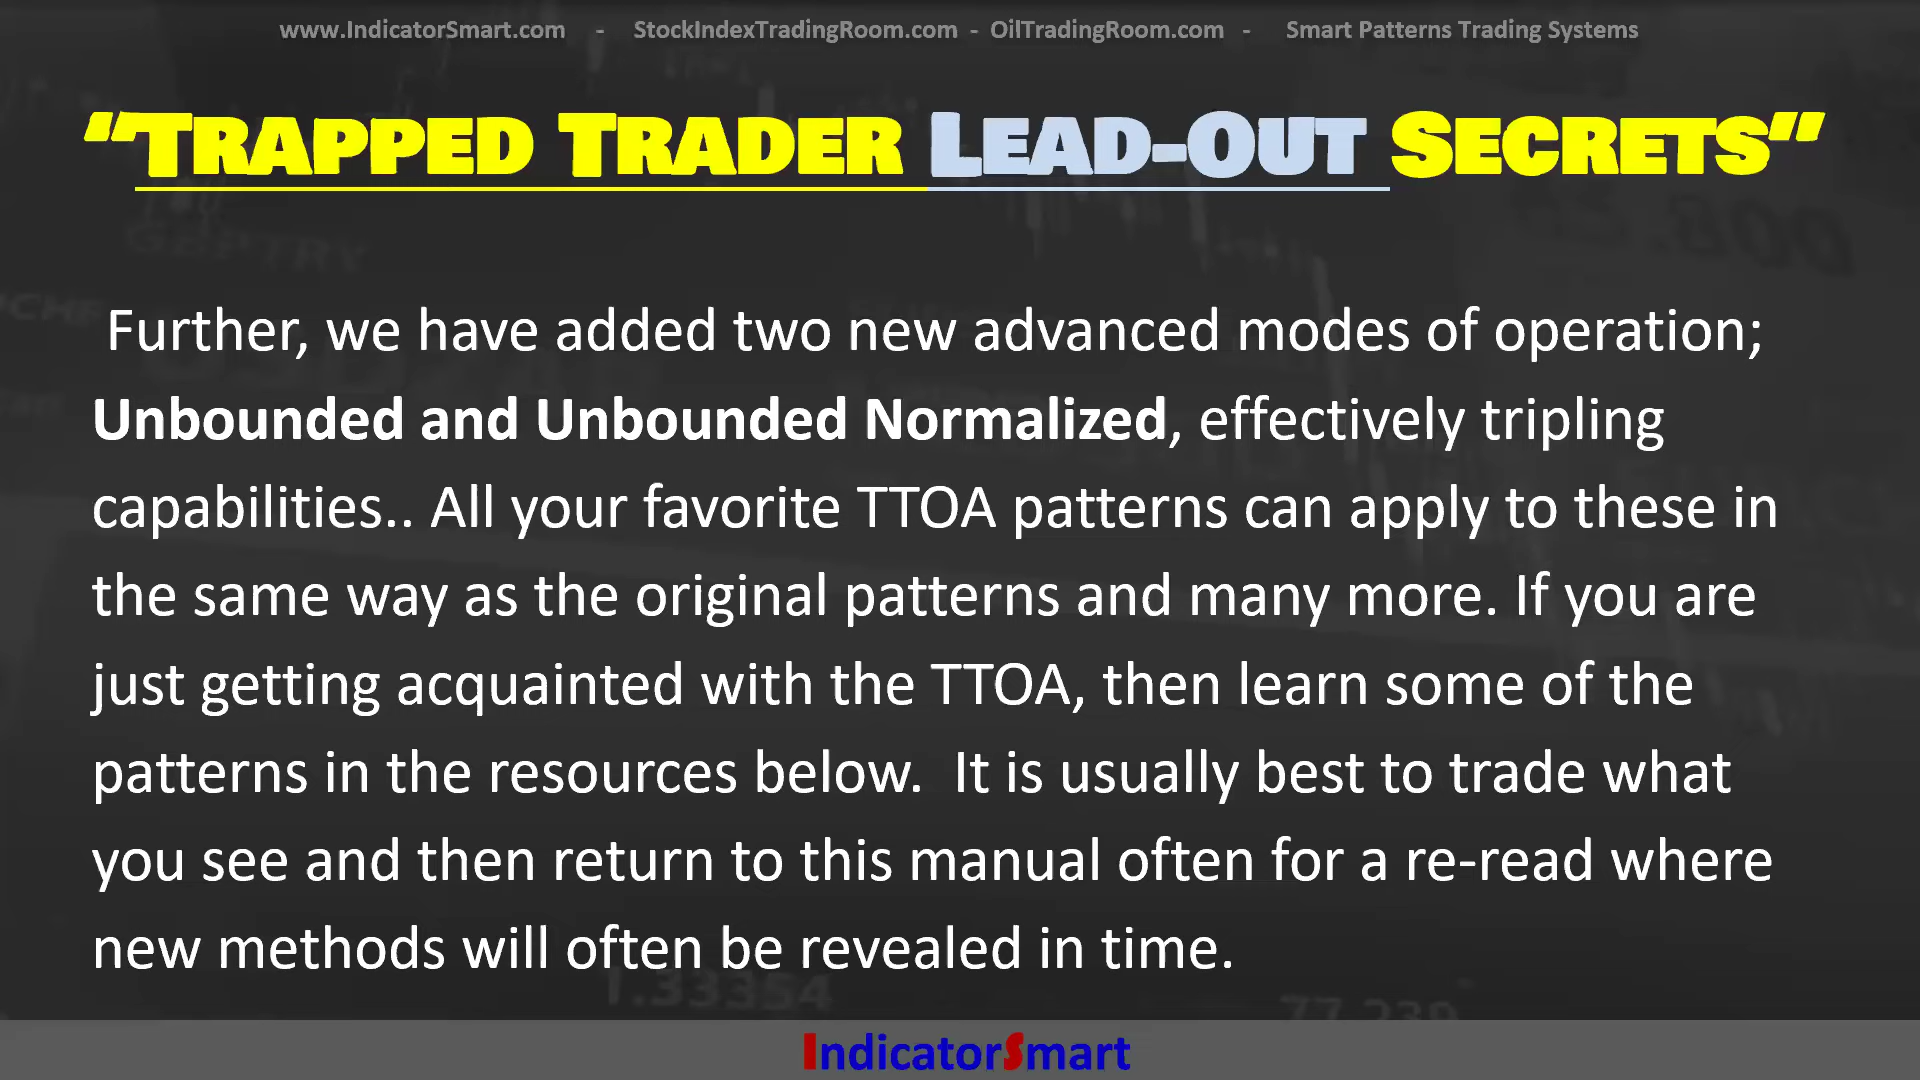 www.IndicatorSmart.com - StockIndexTradingRoom.com - OilTradingRoom.com - Smart Patterns Trading Systems
“Trapped Trader Lead-Out Secrets”
Further, we have added two new advanced modes of operation;
Unbounded and Unbounded Normalized, effectively tripling
capabilities.. All your favorite TTOA patterns can apply to these in
the same way as the original patterns and many more. If you are
just getting acquainted with the TTOA, then learn some of the
patterns in the resources below. It is usually best to trade what
you see and then return to this manual often for a re-read where
new methods will often be revealed in time.
1.33354
77.239
IndicatorSmart